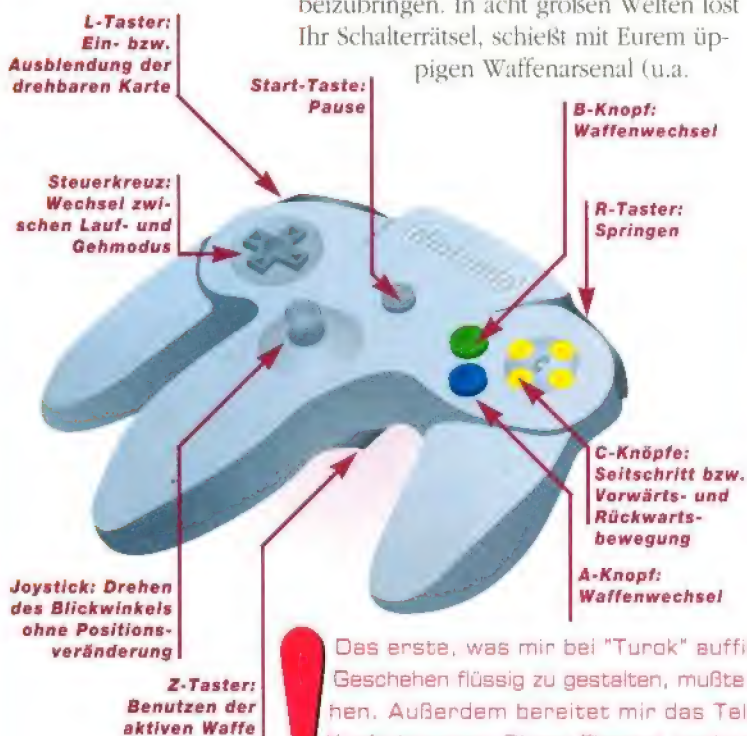 beizubringen. In acht großen Welten löst
Ihr Schalterrätsel, schießt mit Eurem üp-
pigen Waffenarsenal (u.a.
L-Taster:
Ein- bzw.
Ausblendung der
drehbaren Karte
Start-Taste:
Pause
B-Knopf:
Waffenwechsel
Steuerkreuz:
Wechsel zwi-
schen Lauf- und
Gehmodus
R-Taster:
Springen
Nintendo
C
C-Knöpfe:
Seitschritt bzw.
Vorwärts- und
Rückwärts-
bewegung
A-Knopf:
Waffenwechsel
Joystick: Drehen
des Blickwinkels
ohne Positions-
veränderung
Z-Taster:
Benutzen der
aktiven Waffe
Das erste, was mir bei "Turok" auffi
Geschehen flüssig zu gestalten, mußte
hen. Außerdem bereitet mir das Tel